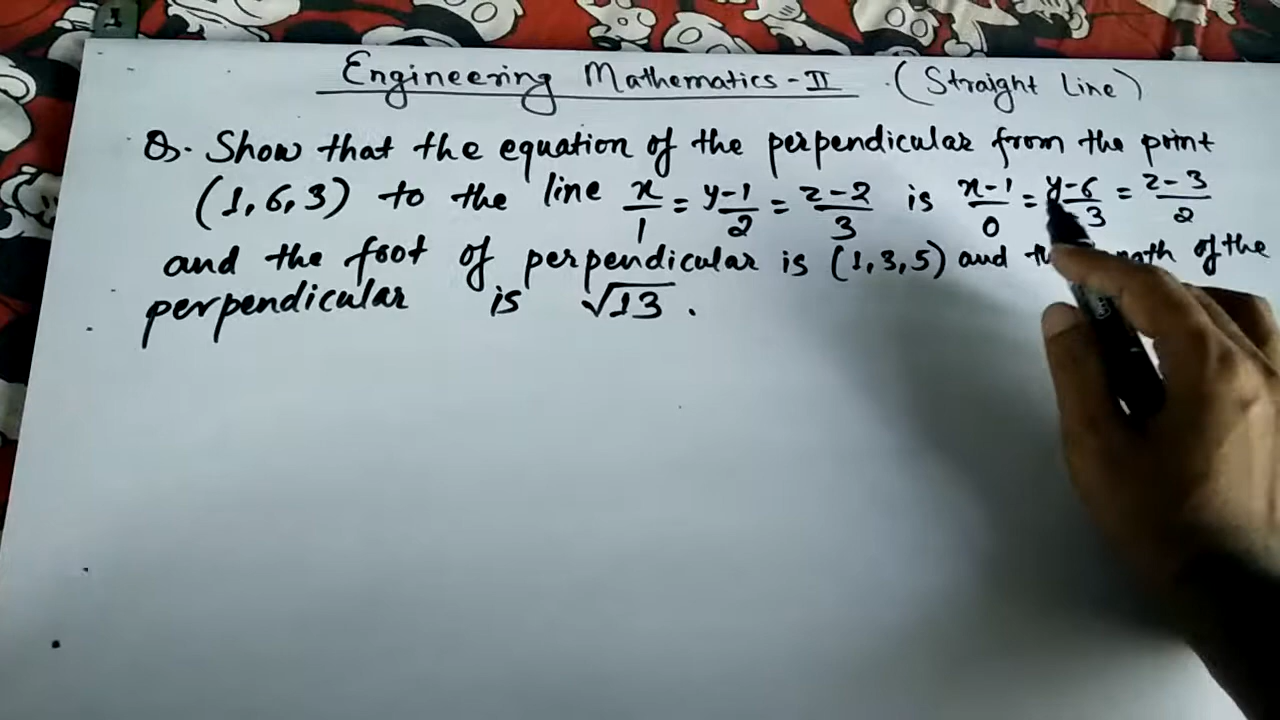 Engineering Mathematics-II (Straight Line)
Q. Show that the equation of the perpendicular from the point
(1,6,3) to the line x/1 = y-1/2 = z-2/3 is x-1/0 = y-6/3 = z-3/2
and the foot of perpendicular is (1,3,5) and of the
perpendicular is √13.